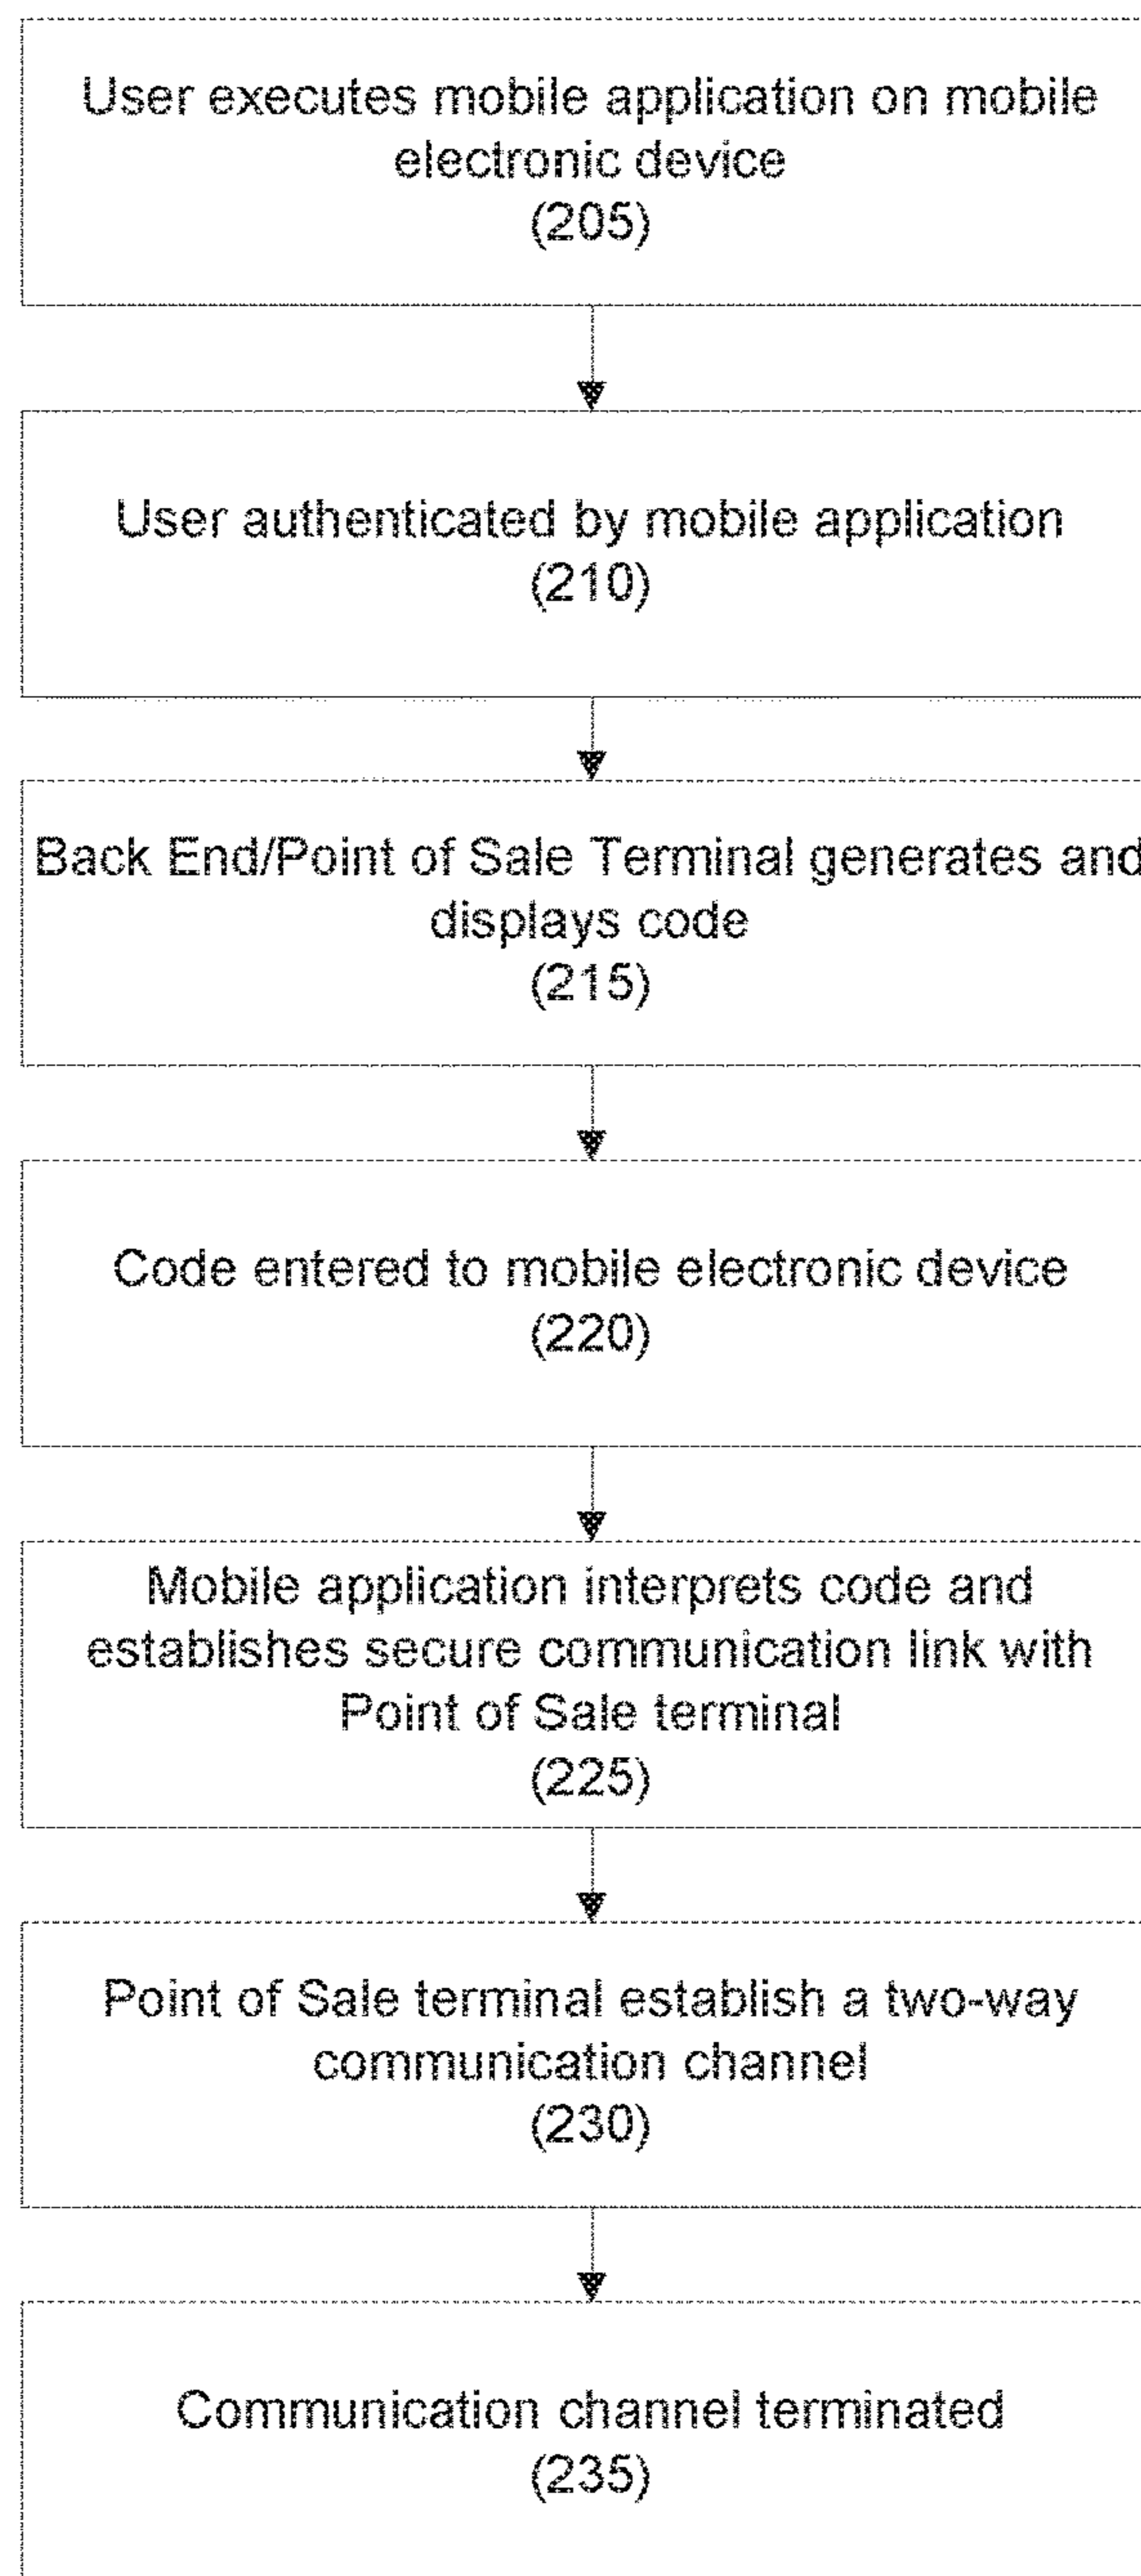 User executes mobile application on mobile
electronic device
(205)
User authenticated by mobile application
(210)
Back End/Point of Sale Terminal generates and
displays code
(215)
Code entered to mobile electronic device
(220)
Mobile application interprets code and
establishes secure communication link with
Point of Sale terminal
(225)
Point of Sale terminal establish a two-way
communication channel
(230)
Communication channel terminated
(235)